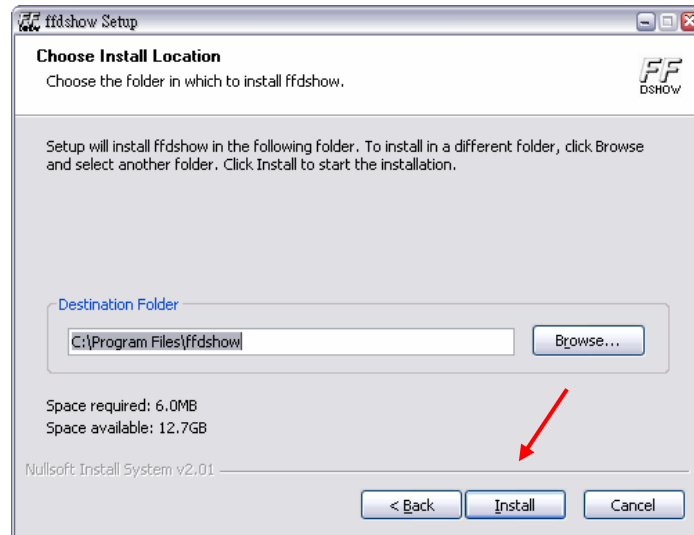 ffdshow Setup
Choose Install Location
Choose the folder in which to install ffdshow.
FF
DSHOW
Setup will install ffdshow in the following folder. To install in a different folder, click Browse
and select another folder. Click Install to start the installation.
Destination Folder
C:\Program Files\ffdshow
Browse...
Space required: 6.0MB
Space available: 12.7GB
Nullsoft Install System v2.01
< Back
Install
Cancel